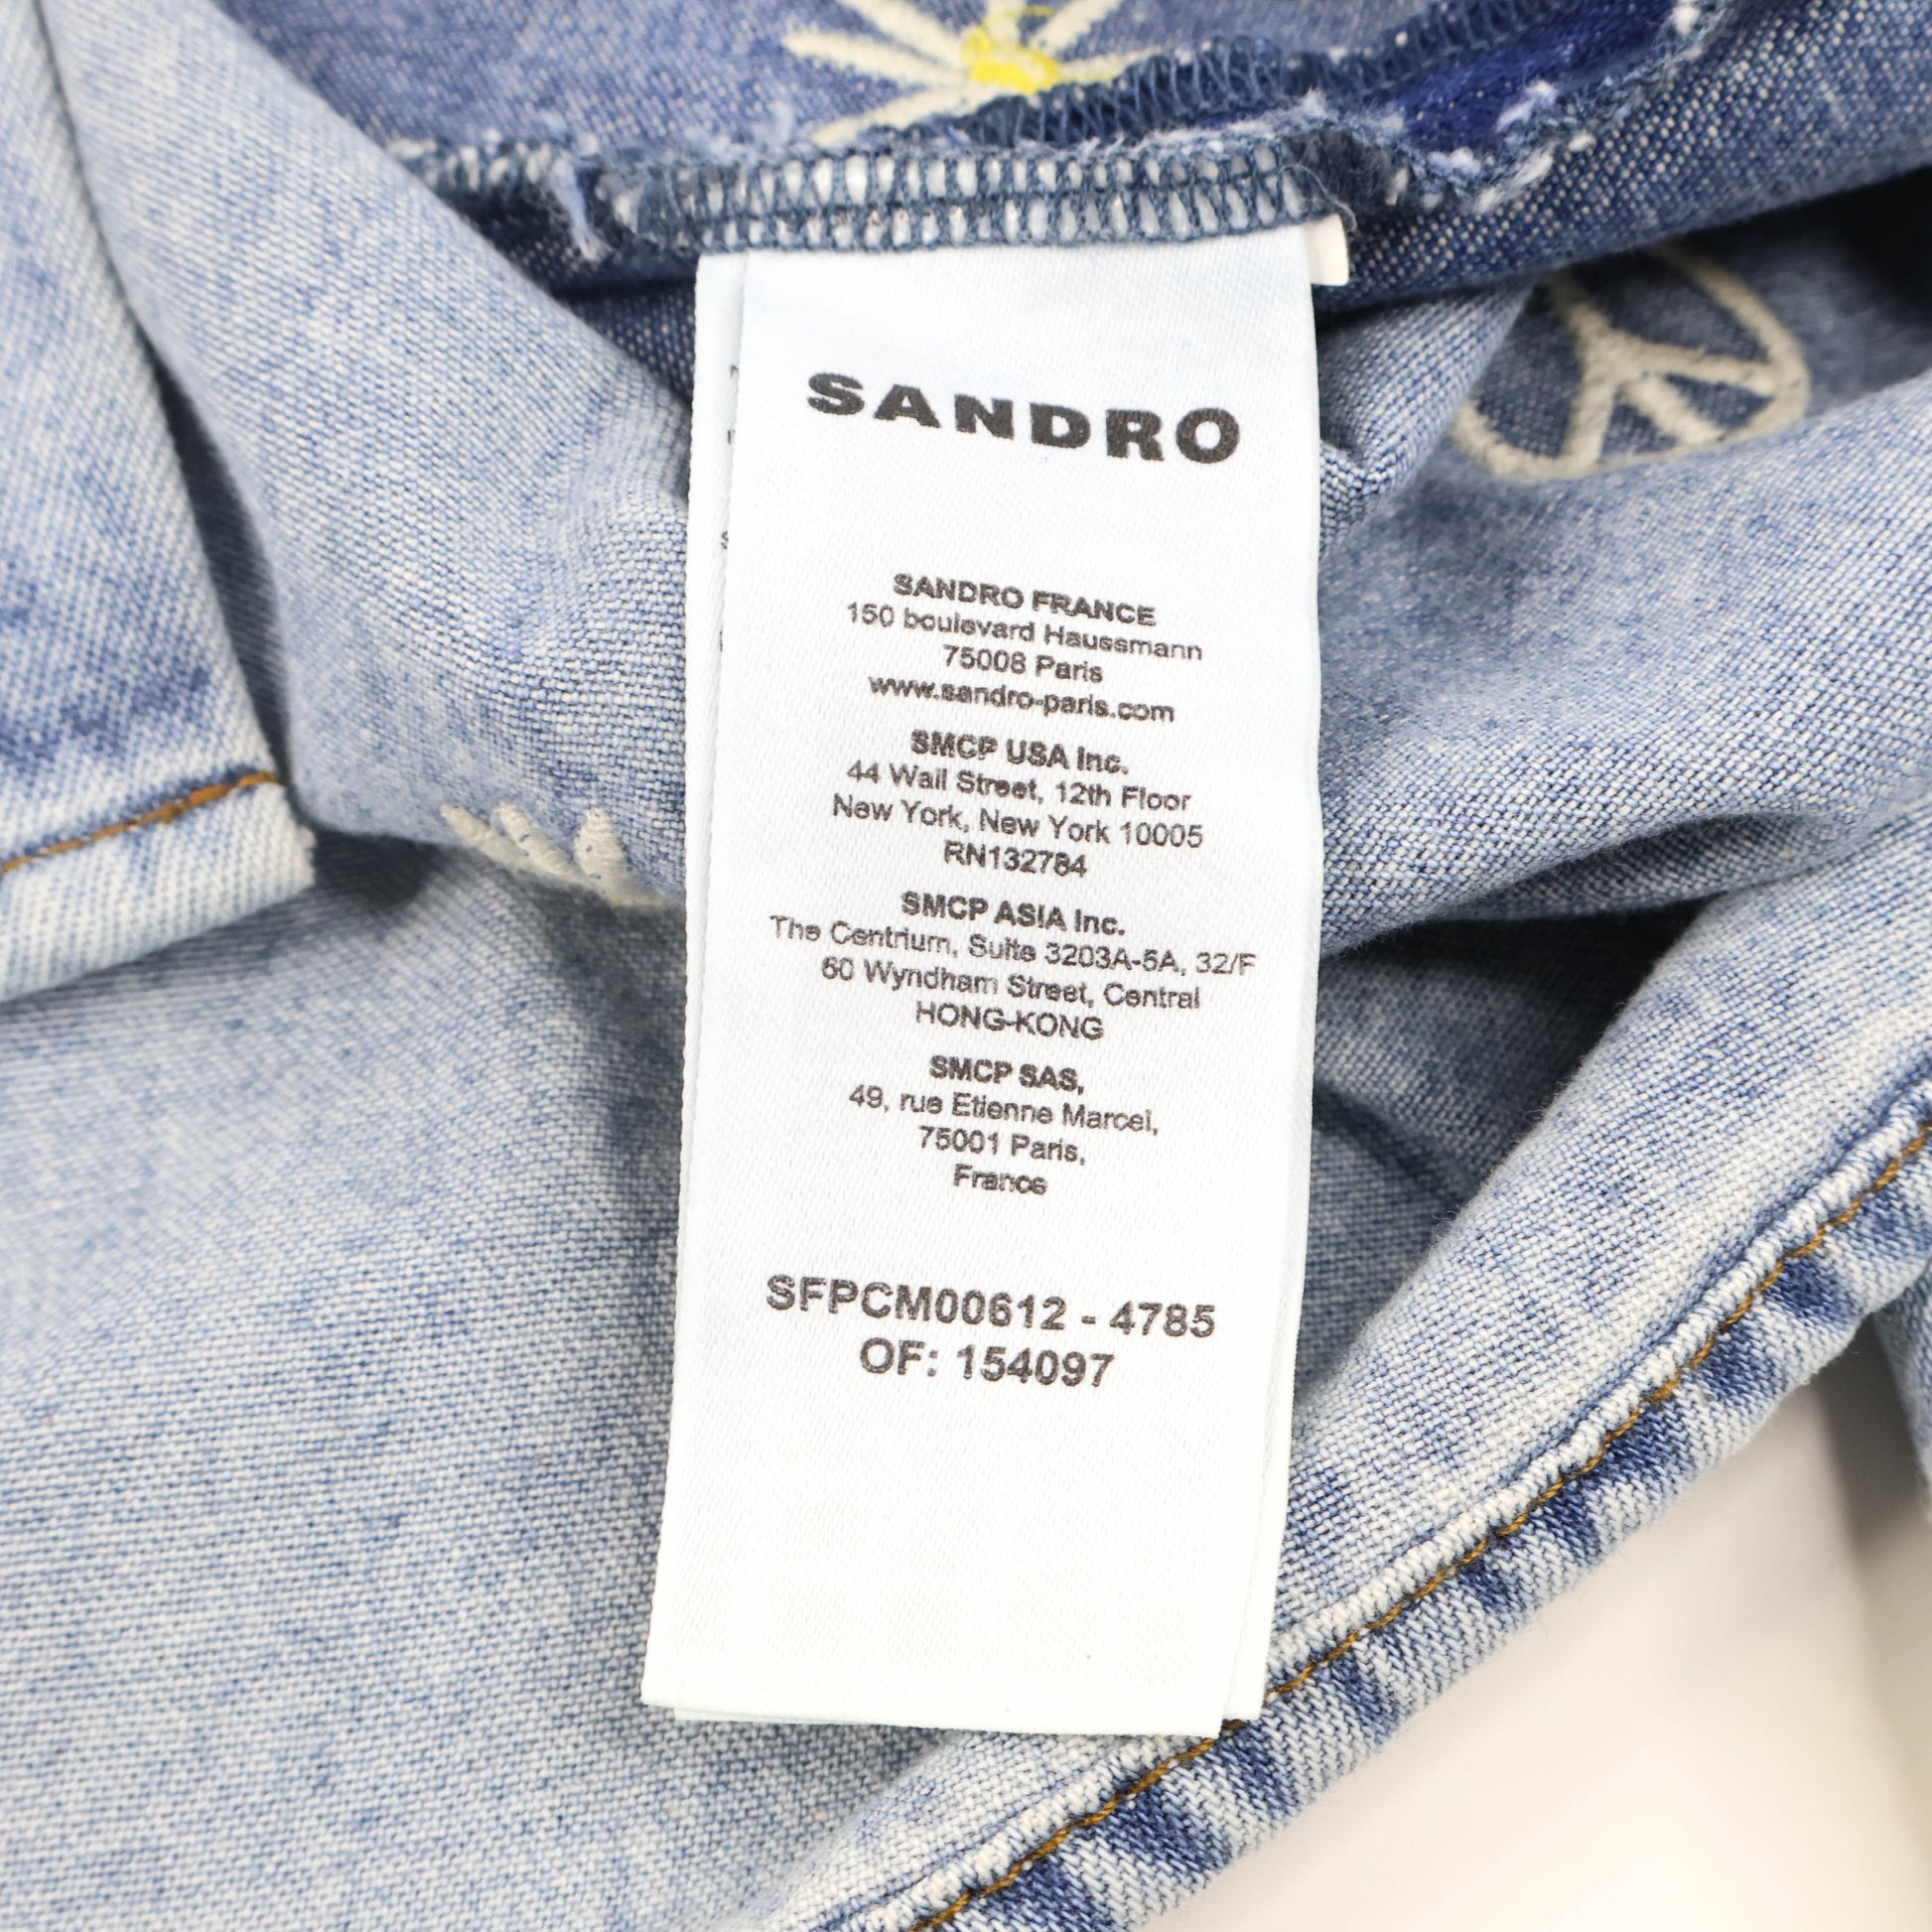 SANDRO
SANDRO FRANCE
150 boulevard Haussmann
75008 Paris
www.sandro-paris.com
SMCP USA Inc.
44 Wall Street, 12th Floor
New York, New York 10005
RN132784
SMCP ASIA Inc.
The Centrium, Suite 3203A-5A, 32/F
60 Wyndham Street, Central
HONG-KONG
SMCP SAS,
49, rue Etienne Marcel,
75001 Paris,
France
SFPCM00612 - 4785
OF: 154097